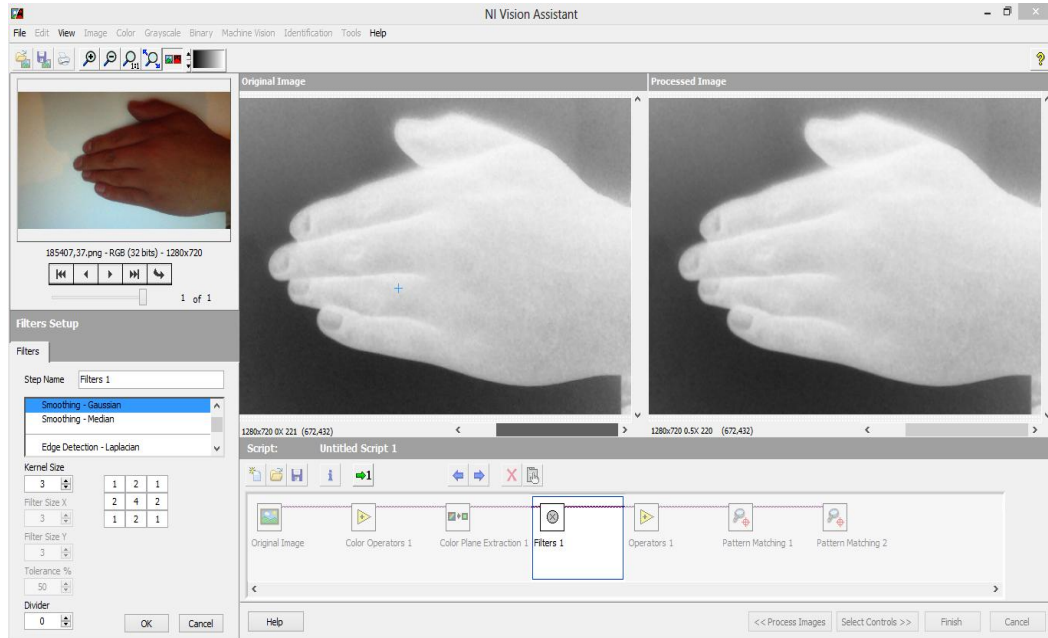 NI Vision Assistant
File Edit View Image Color Grayscale Binary Machine Vision Identification Tools Help
1:1
Original Image
Processed Image
185407,37.png - RGB (32 bits) - 1280x720
1 of 1
Filters Setup
Filters
Step Name Filters 1
Smoothing - Gaussian
Smoothing - Median
Edge Detection - Laplacian
Kernel Size
3
1 2 1
2 4 2
1 2 1
Filter Size X
3
Filter Size Y
3
Tolerance %
50
Divider
0
OK Cancel
1280x720 0X 221 (672,432)
1280x720 0.5X 220 (672,432)
Script: Untitled Script 1
1
Original Image
Color Operators 1
Color Plane Extraction 1
Filters 1
Operators 1
Pattern Matching 1
Pattern Matching 2
Help
<< Process Images Select Controls >> Finish Cancel